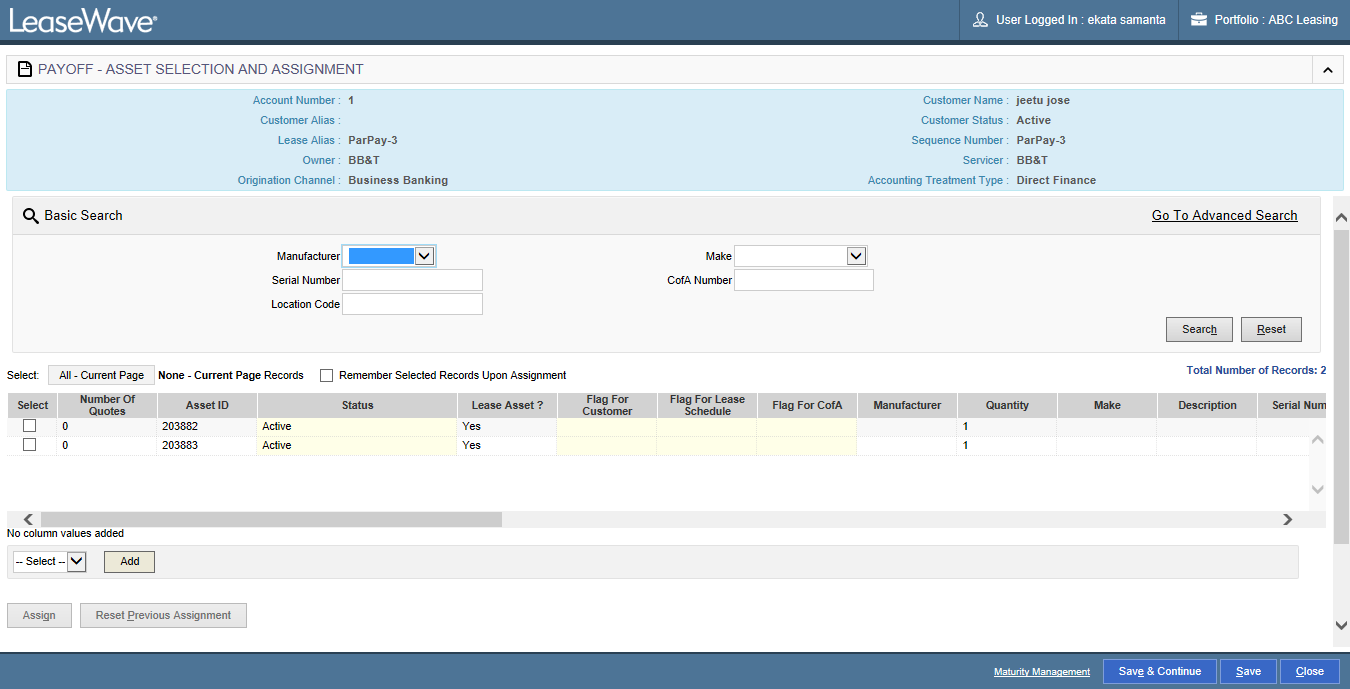 LeaseWave®
User Logged In : ekata samanta
Portfolio : ABC Leasing
PAYOFF - ASSET SELECTION AND ASSIGNMENT
Account Number : 1 Customer Name : jeetu jose
Customer Alias : Customer Status : Active
Lease Alias : ParPay-3 Sequence Number : ParPay-3
Owner : BB&T Servicer : BB&T
Origination Channel : Business Banking Accounting Treatment Type : Direct Finance
Basic Search Go To Advanced Search
Manufacturer Make
Serial Number CofA Number
Location Code
Search Reset
Select: All - Current Page None - Current Page Records Remember Selected Records Upon Assignment Total Number of Records: 2
Select Number Of Quotes Asset ID Status Lease Asset ? Flag For Customer Flag For Lease Schedule Flag For CofA Manufacturer Quantity Make Description Serial Num
0 203882 Active Yes 1
0 203883 Active Yes 1
No column values added
-- Select -- Add
Assign Reset Previous Assignment
Maturity Management Save & Continue Save Close